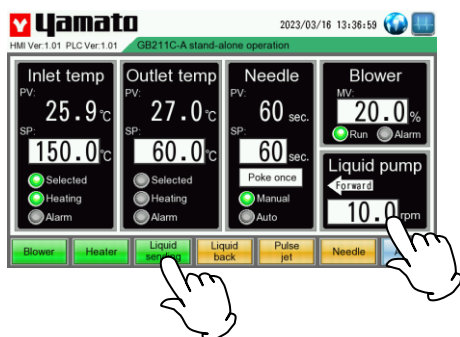 Yamato
2023/03/16 13:36:59
HMI Ver:1.01 PLC Ver:1.01
GB211C-A stand-alone operation
Inlet temp
PV:
25.9℃
SP:
150.0℃
Selected
Heating
Alarm
Outlet temp
PV:
27.0℃
SP:
60.0℃
Selected
Heating
Alarm
Needle
PV:
60 sec.
SP:
60 sec.
Poke once
Manual
Auto
Blower
MV:
20.0%
Run Alarm
Liquid pump
Forward
10.0 rpm
Blower
Heater
Liquid
sending
Liquid
back
Pulse
jet
Needle